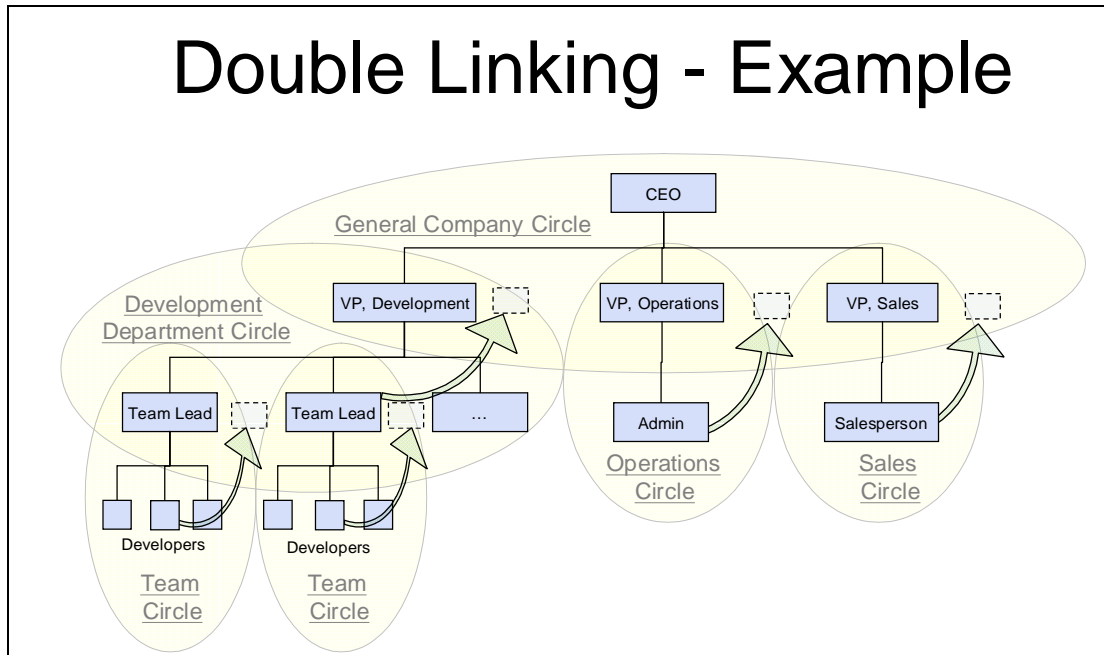 Double Linking - Example
CEO
General Company Circle
VP, Development
VP, Operations
VP, Sales
Development
Department Circle
Team Lead
Team Lead
...
Admin
Salesperson
Operations
Circle
Sales
Circle
Developers
Developers
Team
Circle
Team
Circle